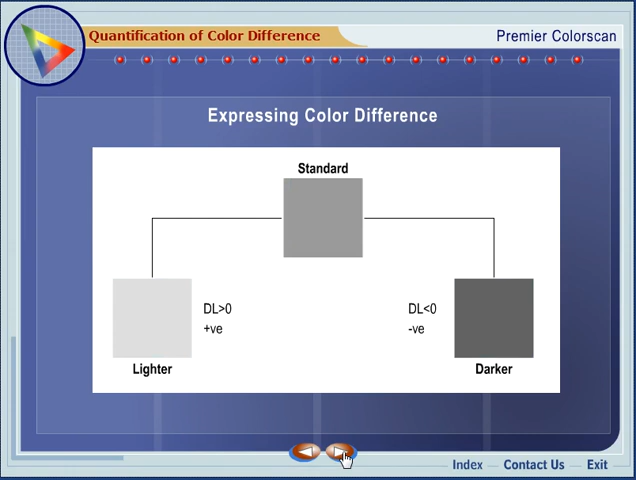 Quantification of Color Difference
Premier Colorscan
Expressing Color Difference
Standard
DL>0
+ve
DL<0
-ve
Lighter
Darker
Index
Contact Us
Exit